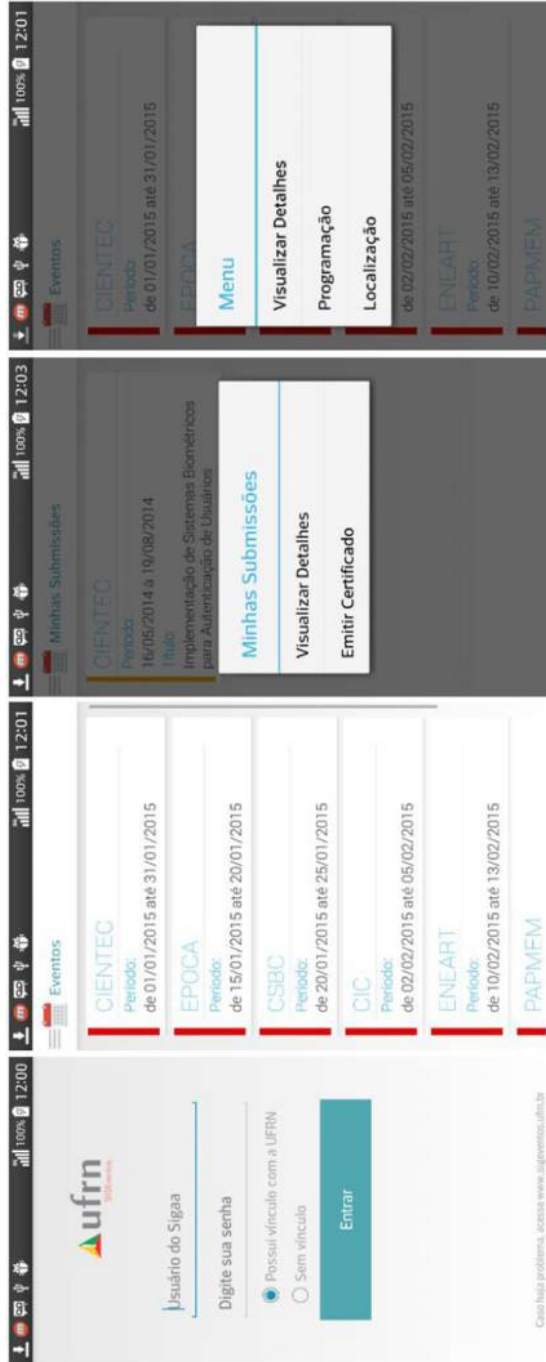 100% 12:00
ufrn
SIGEventos
Usuário do Sigaa
Digite sua senha
Possui vínculo com a UFRN
Sem vínculo
Entrar
Caso haja problema, acesse www.sigeventos.ufrn.br
100% 12:01
Eventos
CIENTEC
Período:
de 01/01/2015 até 31/01/2015
EPOCA
Período:
de 15/01/2015 até 20/01/2015
CSBC
Período:
de 20/01/2015 até 25/01/2015
CIC
Período:
de 02/02/2015 até 05/02/2015
ENEART
Período:
de 10/02/2015 até 13/02/2015
PAPMEM
100% 12:03
Minhas Submissões
CIENTEC
Período:
16/05/2014 à 19/08/2014
Título:
Implementação de Sistemas Biométricos
para Autenticação de Usuários
Minhas Submissões
Visualizar Detalhes
Emitir Certificado
100% 12:01
Eventos
CIENTEC
Período:
de 01/01/2015 até 31/01/2015
EPOCA
Menu
Visualizar Detalhes
Programação
Localização
de 02/02/2015 até 05/02/2015
ENEART
Período:
de 10/02/2015 até 13/02/2015
PAPMEM